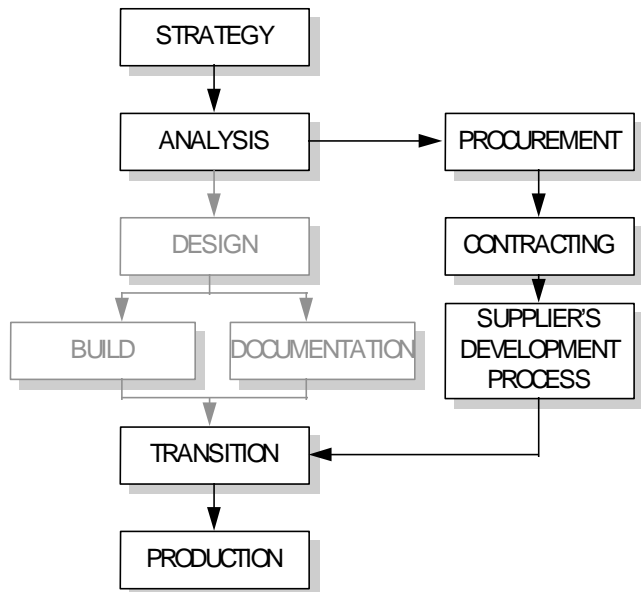 STRATEGY
ANALYSIS
PROCUREMENT
DESIGN
CONTRACTING
BUILD
DOCUMENTATION
SUPPLIER'S
DEVELOPMENT
PROCESS
TRANSITION
PRODUCTION